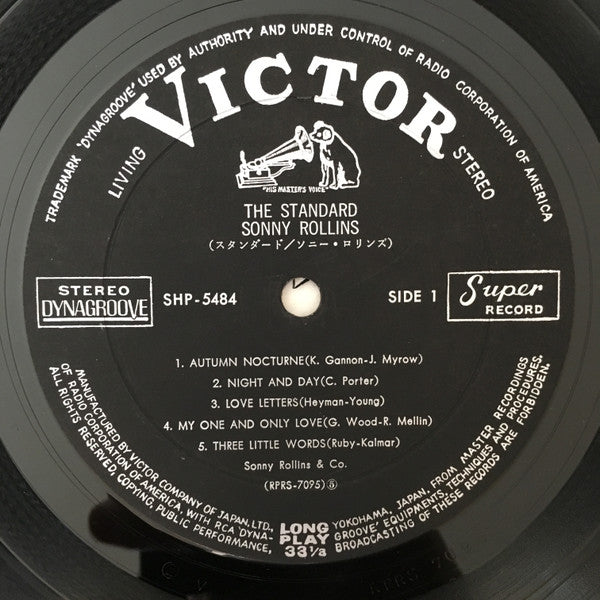 TRADEMARK 'DYNAGROOVE' USED BY AUTHORITY AND UNDER CONTROL OF RADIO CORPORATION OF AMERICA
VICTOR
LIVING
STEREO
"HIS MASTER'S VOICE"
THE STANDARD
SONNY ROLLINS
(スタンダード/ソニー・ロリンズ)
STEREO
DYNAGROOVE
SHP-5484
SIDE 1
Super
RECORD
1. AUTUMN NOCTURNE(K. Gannon-J. Myrow)
2. NIGHT AND DAY(C. Porter)
3. LOVE LETTERS(Heyman-Young)
4. MY ONE AND ONLY LOVE(G. Wood-R. Mellin)
5. THREE LITTLE WORDS(Ruby-Kalmar)
Sonny Rollins & Co.
(RPRS-7095) ⑤
MANUFACTURED BY VICTOR COMPANY OF JAPAN, LTD., YOKOHAMA, JAPAN, FROM MASTER RECORDINGS
OF RADIO CORPORATION OF AMERICA, WITH RCA 'DYNAGROOVE' EQUIPMENTS, TECHNIQUES AND PROCEDURES.
ALL RIGHTS RESERVED, COPYING, PUBLIC PERFORMANCE, BROADCASTING OF THESE RECORDS ARE FORBIDDEN.
LONG
PLAY
33⅓